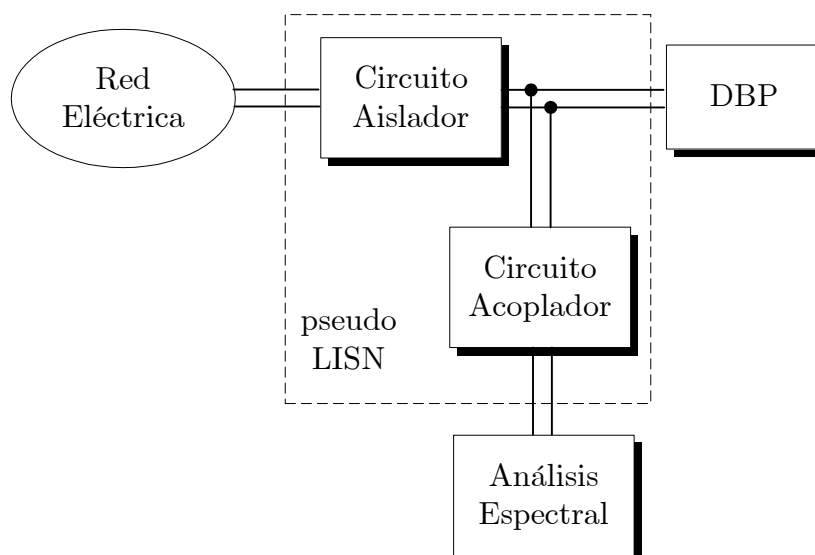 Red
Eléctrica
Circuito
Aislador
DBP
Circuito
Acoplador
pseudo
LISN
Análisis
Espectral